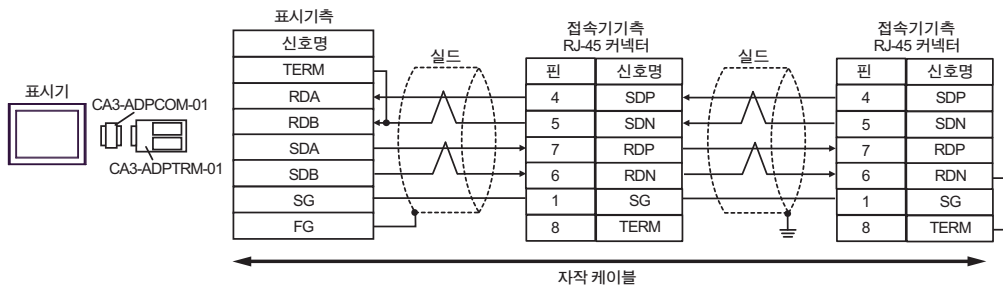 표시기
CA3-ADPCOM-01
CA3-ADPTRM-01
표시기측
신호명
TERM
RDA
RDB
SDA
SDB
SG
FG
실드
접속기기측
RJ-45 커넥터
핀 신호명
4 SDP
5 SDN
7 RDP
6 RDN
1 SG
8 TERM
실드
접속기기측
RJ-45 커넥터
핀 신호명
4 SDP
5 SDN
7 RDP
6 RDN
1 SG
8 TERM
자작 케이블